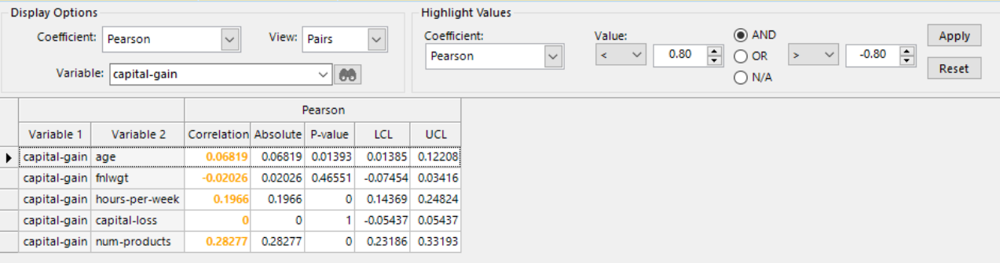 Display Options
Coefficient: Pearson View: Pairs
Variable: capital-gain
Highlight Values
Coefficient: Value:
Pearson < 0.80 AND OR N/A > -0.80 Apply Reset
Pearson
Variable 1 Variable 2 Correlation Absolute P-value LCL UCL
capital-gain age 0.06819 0.06819 0.01393 0.01385 0.12208
capital-gain fnlwgt -0.02026 0.02026 0.46551 -0.07454 0.03416
capital-gain hours-per-week 0.1966 0.1966 0 0.14369 0.24824
capital-gain capital-loss 0 0 1 -0.05437 0.05437
capital-gain num-products 0.28277 0.28277 0 0.23186 0.33193